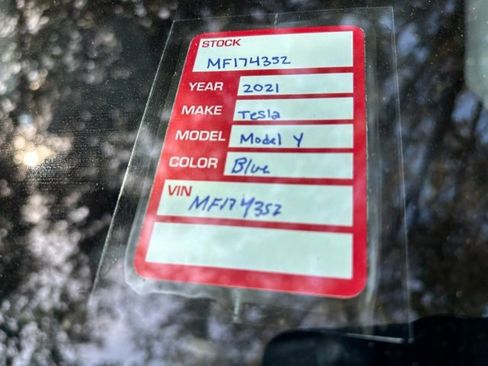 STOCK
MF174352
YEAR 2021
MAKE Tesla
MODEL Model Y
COLOR Blue
VIN
MF174352